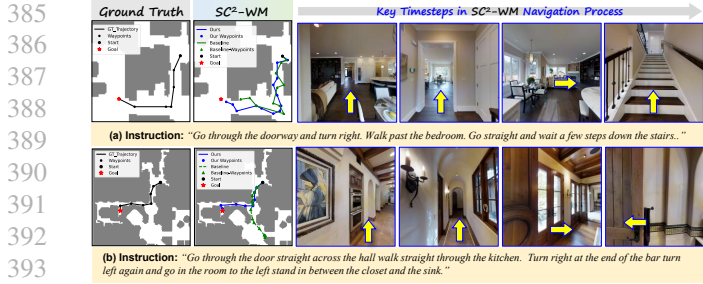 385
386
387
388
389
390
391
392
393
Ground Truth
SC²-WM
Key Timesteps in SC²-WM Navigation Process
GT_Trajectory
Waypoints
Start
Goal
Ours
Our Waypoints
Baseline
Baseline-Waypoints
Start
Goal
(a) Instruction: “Go through the doorway and turn right. Walk past the bedroom. Go straight and wait a few steps down the stairs..”
GT_Trajectory
Waypoints
Start
Goal
Ours
Our Waypoints
Baseline
Baseline-Waypoints
Start
Goal
(b) Instruction: “Go through the door straight across the hall walk straight through the kitchen. Turn right at the end of the bar turn
left again and go in the room to the left stand in between the closet and the sink.”